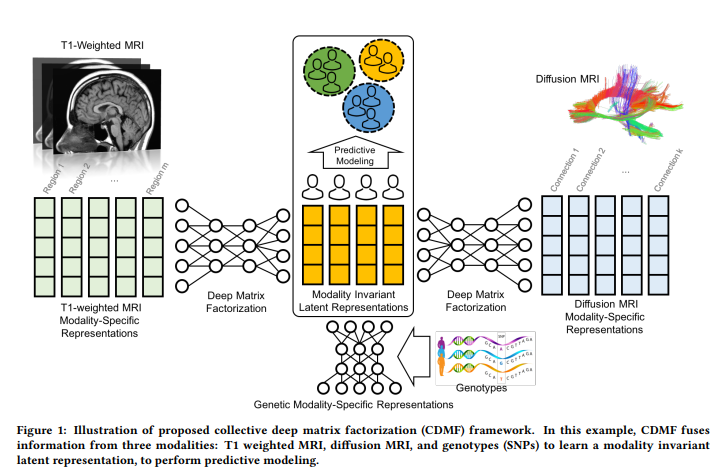 T1-Weighted MRI
Diffusion MRI
Predictive
Modeling
Region 1
Region 2
...
Region m
Connection 1
Connection 2
...
Connection k
Deep Matrix
Factorization
Modality Invariant
Latent Representations
Deep Matrix
Factorization
T1-weighted MRI
Modality-Specific
Representations
Diffusion MRI
Modality-Specific
Representations
SNP
Genotypes
Genetic Modality-Specific Representations
Figure 1: Illustration of proposed collective deep matrix factorization (CDMF) framework. In this example, CDMF fuses
information from three modalities: T1 weighted MRI, diffusion MRI, and genotypes (SNPs) to learn a modality invariant
latent representation, to perform predictive modeling.